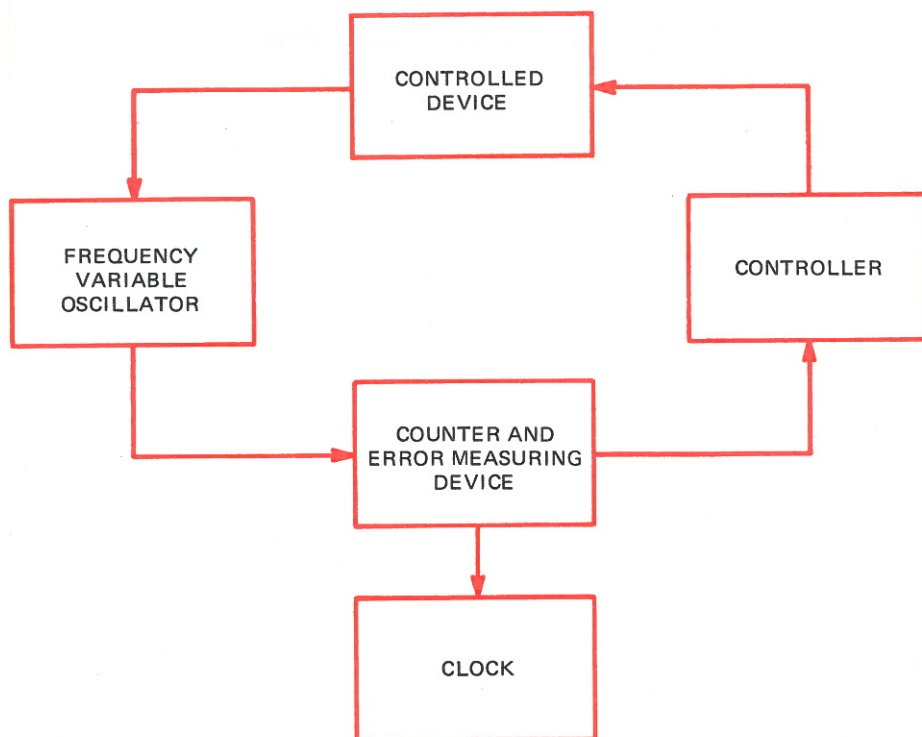 CONTROLLED
DEVICE
FREQUENCY
VARIABLE
OSCILLATOR
CONTROLLER
COUNTER AND
ERROR MEASURING
DEVICE
CLOCK